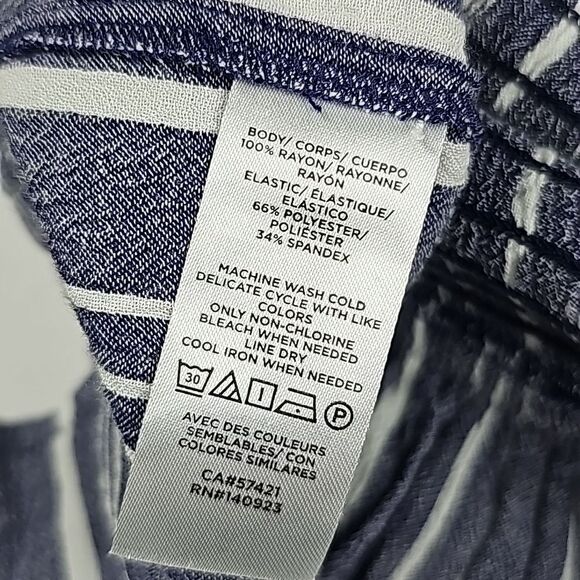 BODY/ CORPS/ CUERPO
100% RAYON/ RAYONNE/
RAYÓN
ELASTIC/ ÉLASTIQUE/
ELÁSTICO
66% POLYESTER/
POLIÉSTER
34% SPANDEX
MACHINE WASH COLD
DELICATE CYCLE WITH LIKE
COLORS
ONLY NON-CHLORINE
BLEACH WHEN NEEDED
LINE DRY
COOL IRON WHEN NEEDED
30 P
AVEC DES COULEURS
SEMBLABLES/ CON
COLORES SIMILARES
CA#57421
RN#140923